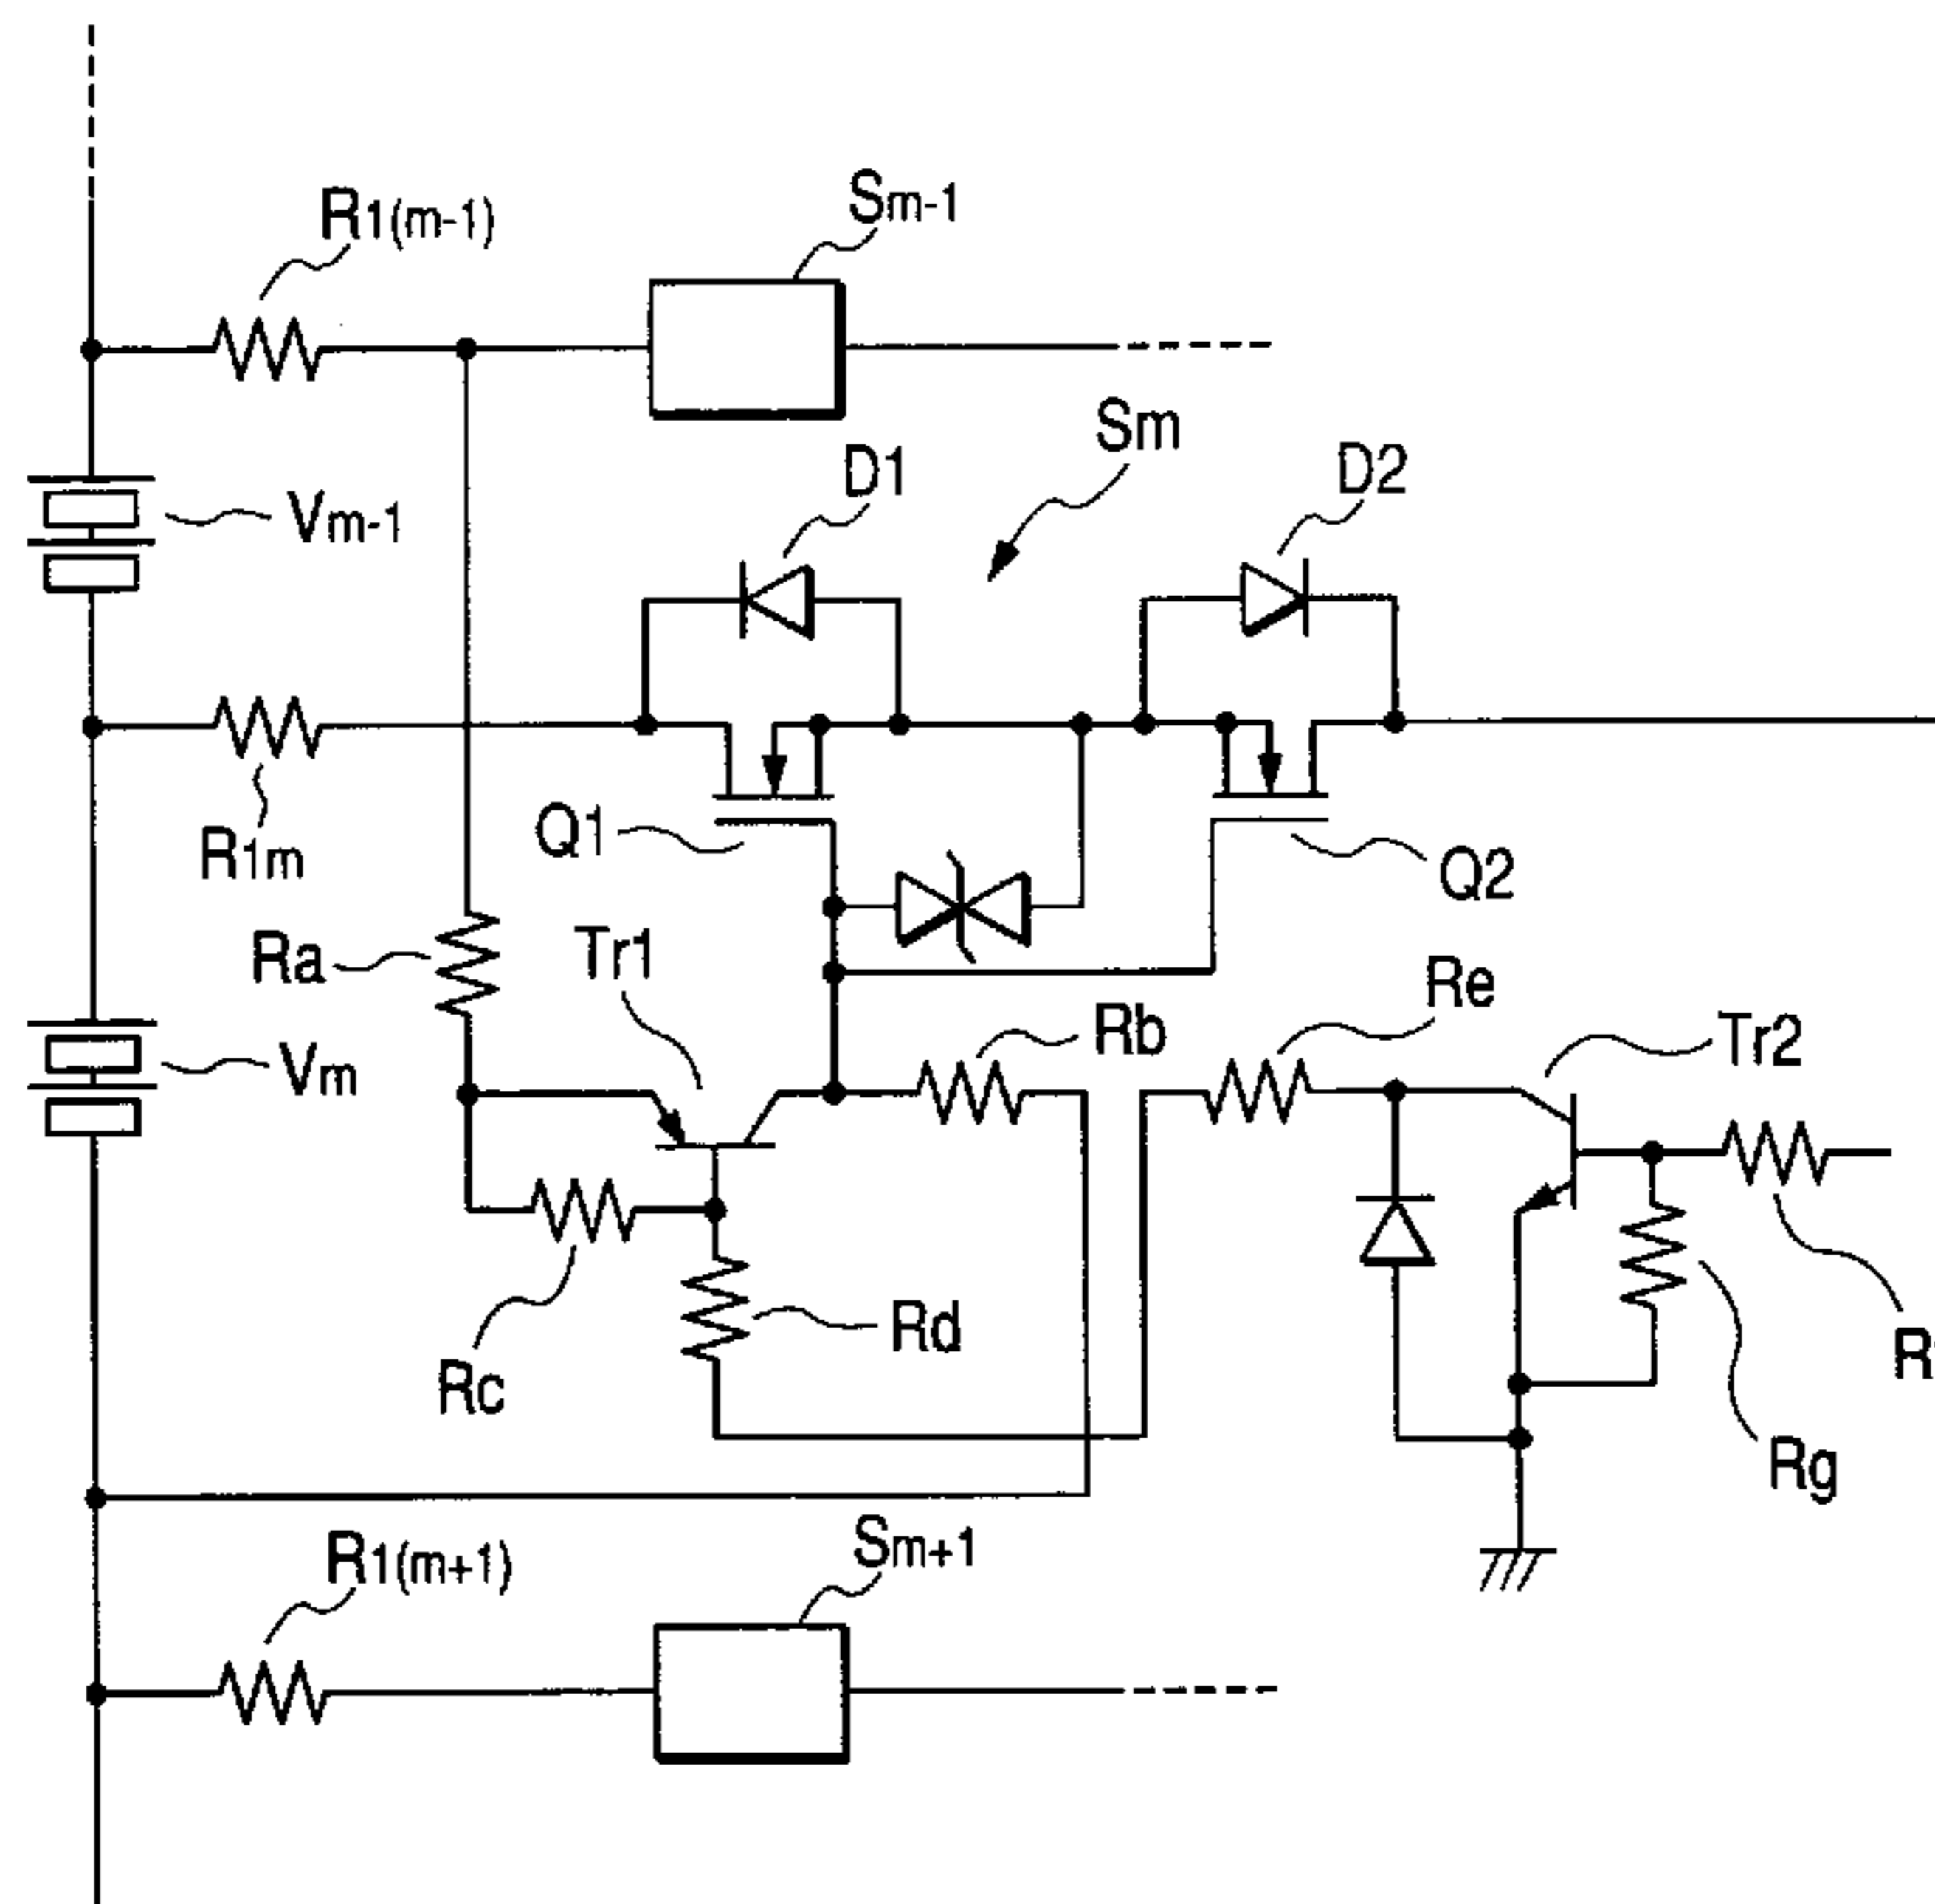 R1(m-1)
Sm-1
Sm
D1
D2
Vm-1
R1m
Q1
Q2
Ra
Tr1
Rb
Re
Tr2
Vm
Rc
Rd
Rg
R1(m+1)
Sm+1